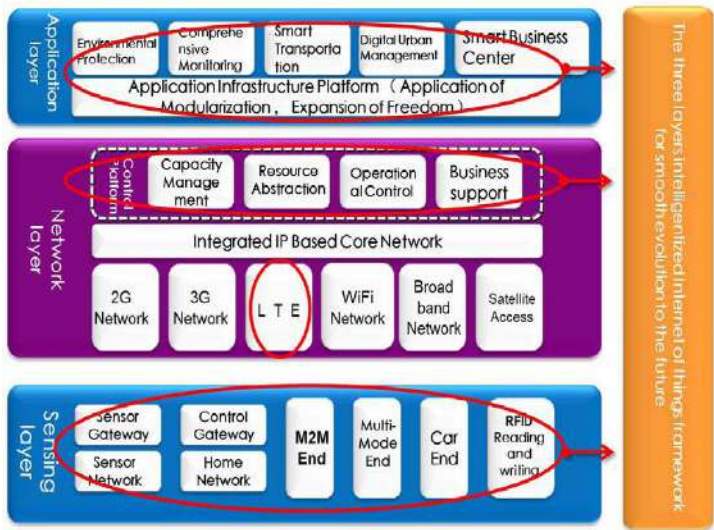 Application
layer
Environmental
Protection
Comprehe
nsive
Monitoring
Smart
Transporta
tion
Digital Urban
Management
Smart Business
Center
Application Infrastructure Platform（Application of
Modularization， Expansion of Freedom）
Network
layer
Control
Platform
Capacity
Manage
ment
Resource
Abstraction
Operation
al Control
Business
support
Integrated IP Based Core Network
2G
Network
3G
Network
L T E
WiFi
Network
Broad
band
Network
Satellite
Access
Sensing
layer
Sensor
Gateway
Control
Gateway
Sensor
Network
Home
Network
M2M
End
Multi-
Mode
End
Car
End
RFID
Reading
and
writing
The three layers intelligentized internet of things framework
for smooth evolution to the future